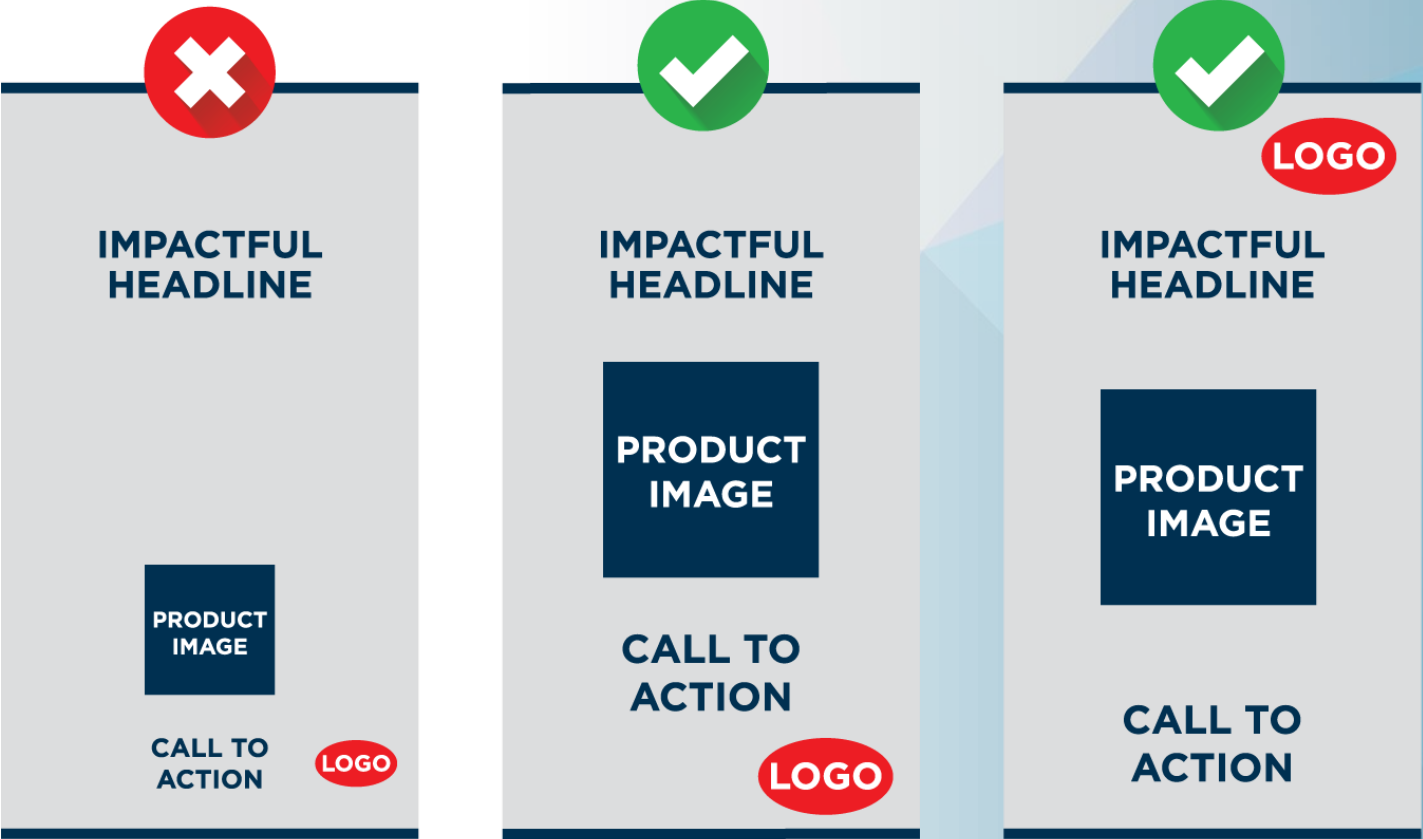 IMPACTFUL
HEADLINE
PRODUCT
IMAGE
CALL TO
ACTION
LOGO
IMPACTFUL
HEADLINE
PRODUCT
IMAGE
CALL TO
ACTION
LOGO
LOGO
IMPACTFUL
HEADLINE
PRODUCT
IMAGE
CALL TO
ACTION